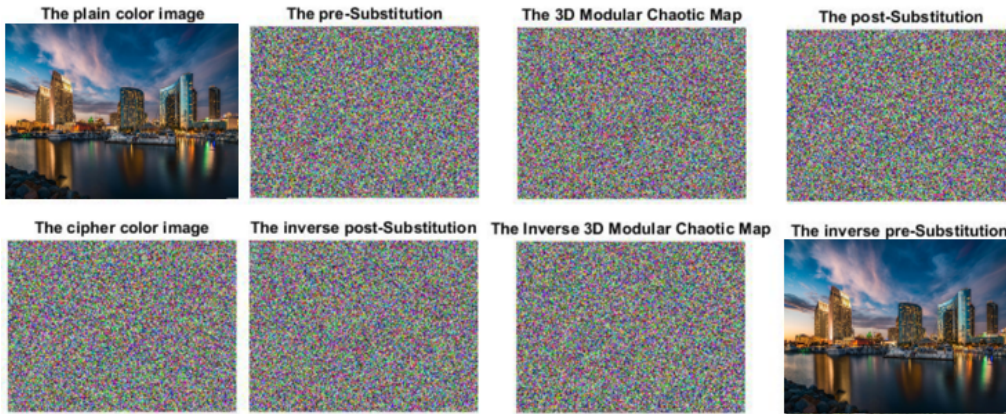 The plain color image
The pre-Substitution
The 3D Modular Chaotic Map
The post-Substitution
The cipher color image
The inverse post-Substitution
The Inverse 3D Modular Chaotic Map
The inverse pre-Substitution